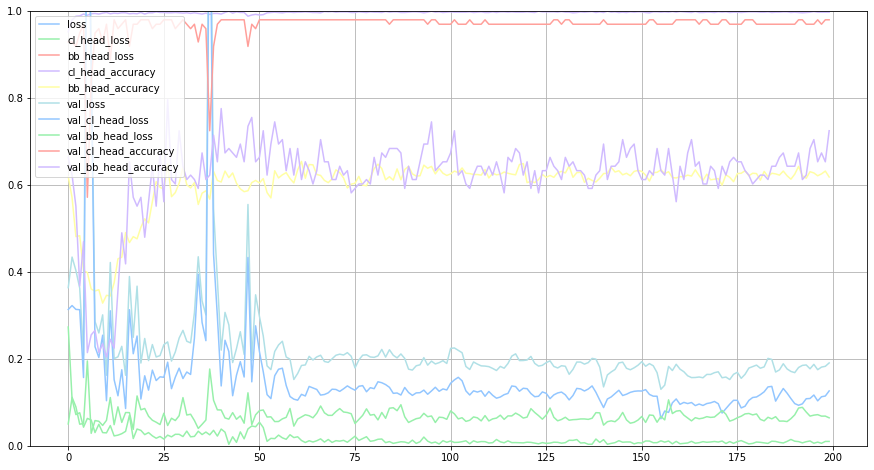 1.0
0.8
0.6
0.4
0.2
0.0
loss
cl_head_loss
bb_head_loss
cl_head_accuracy
bb_head_accuracy
val_loss
val_cl_head_loss
val_bb_head_loss
val_cl_head_accuracy
val_bb_head_accuracy
0 25 50 75 100 125 150 175 200